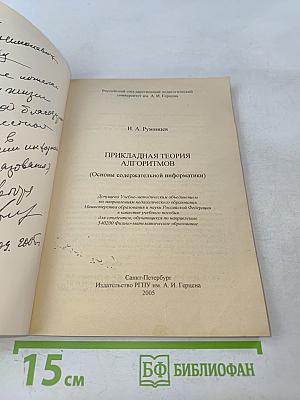 Российский государственный педагогический
университет им. А. И. Герцена
И. А. Румянцев
ПРИКЛАДНАЯ ТЕОРИЯ
АЛГОРИТМОВ
(Основы содержательной информатики)
Допущено Учебно-методическим объединением
по направлениям педагогического образования
Министерства образования и науки Российской Федерации
в качестве учебного пособия
для студентов, обучающихся по направлению
540200 Физико-математическое образование
Санкт-Петербург
Издательство РГПУ им. А. И. Герцена
2005
жизни
в
2005
15 см
БФ БИБЛИОФАН